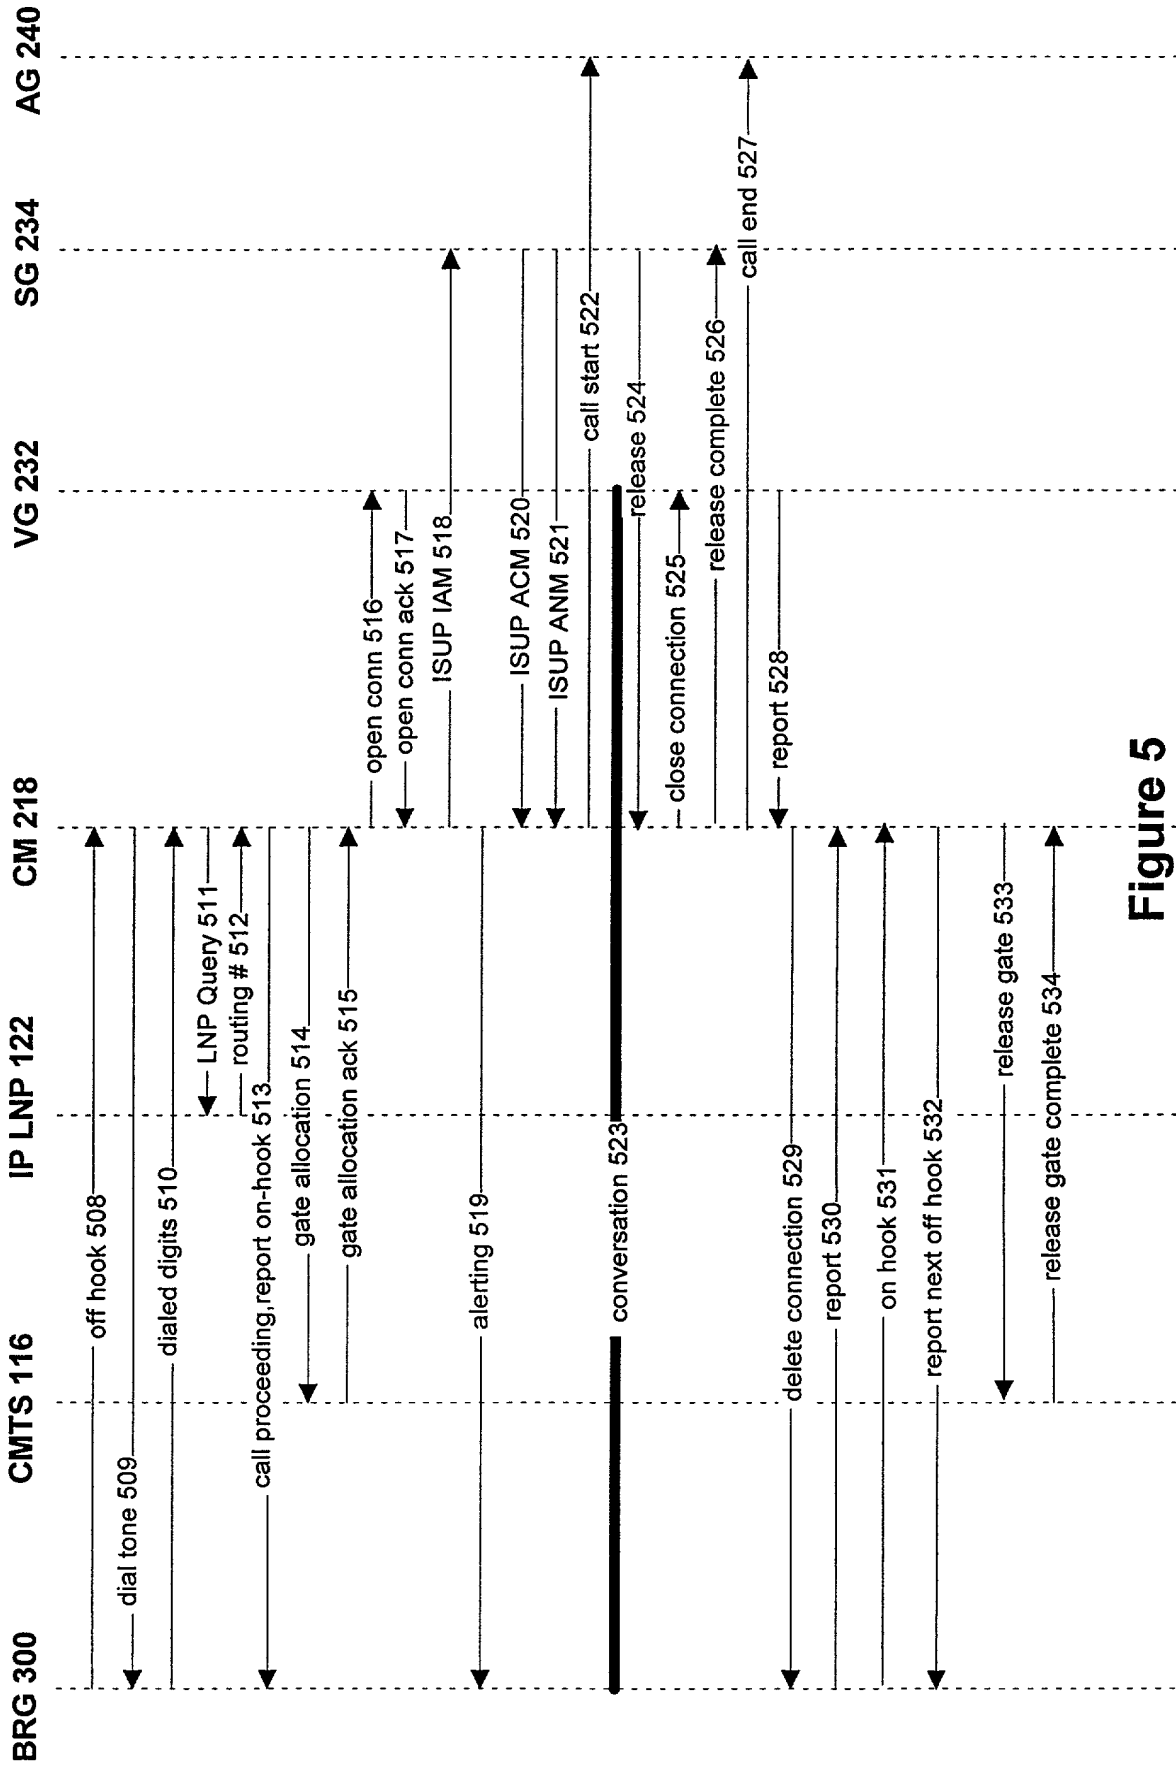 BRG 300
CMTS 116
IP LNP 122
CM 218
VG 232
SG 234
AG 240
off hook 508
dial tone 509
dialed digits 510
LNP Query 511
routing # 512
call proceeding,report on-hook 513
gate allocation 514
gate allocation ack 515
open conn 516
open conn ack 517
ISUP IAM 518
alerting 519
ISUP ACM 520
ISUP ANM 521
call start 522
conversation 523
release 524
close connection 525
release complete 526
call end 527
report 528
delete connection 529
report 530
on hook 531
report next off hook 532
release gate 533
release gate complete 534
Figure 5